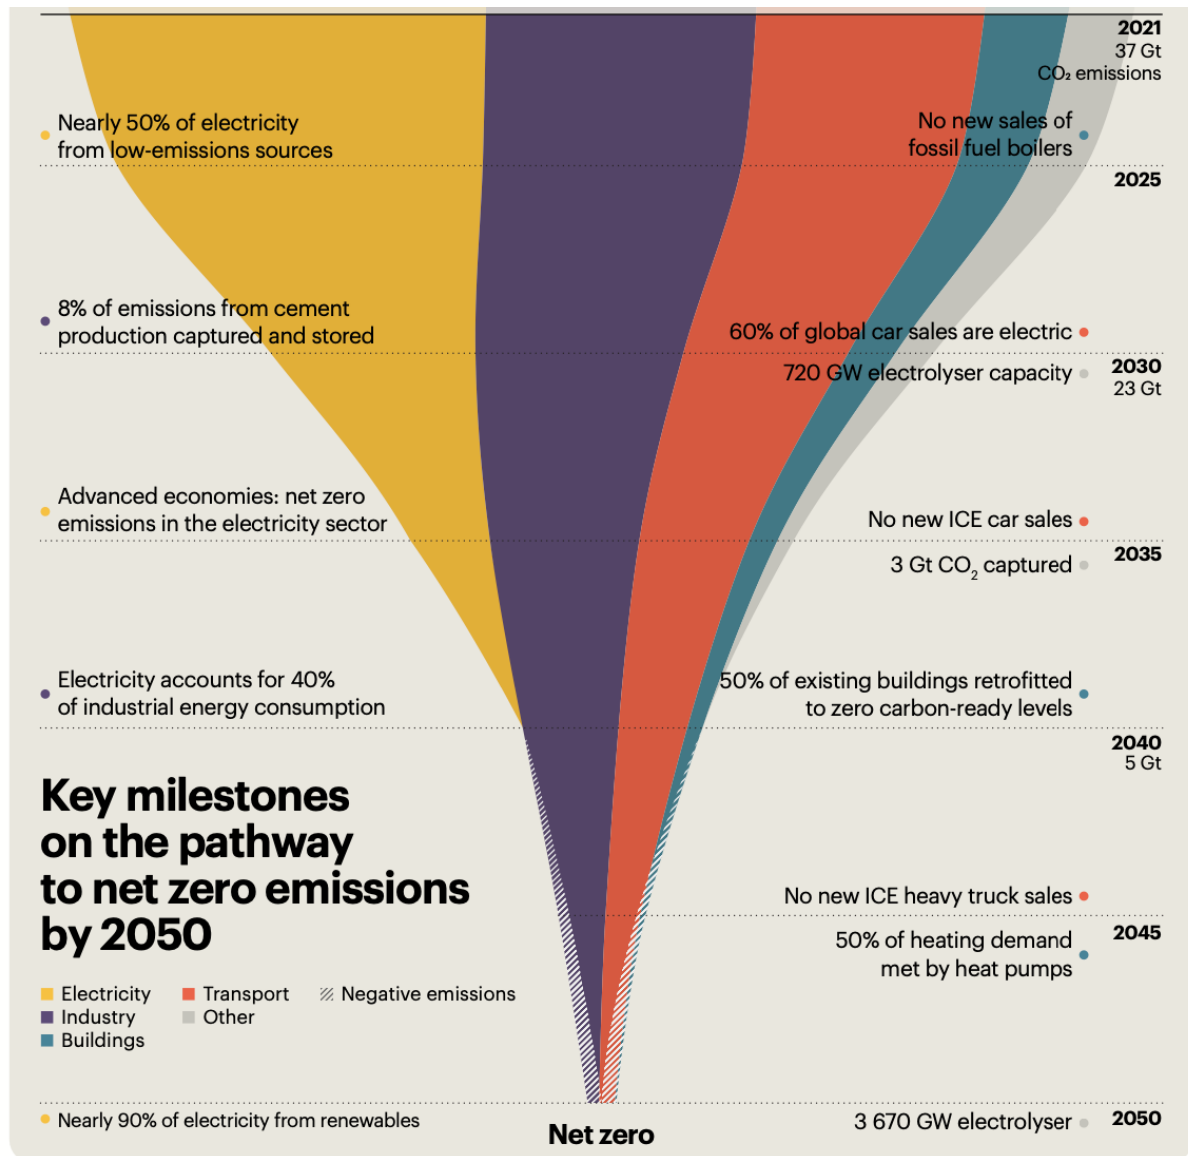 2021
37 Gt
CO₂ emissions
Nearly 50% of electricity
from low-emissions sources
No new sales of
fossil fuel boilers
2025
8% of emissions from cement
production captured and stored
60% of global car sales are electric
2030
23 Gt
720 GW electrolyser capacity
Advanced economies: net zero
emissions in the electricity sector
No new ICE car sales
2035
3 Gt CO₂ captured
Electricity accounts for 40%
of industrial energy consumption
50% of existing buildings retrofitted
to zero carbon-ready levels
2040
5 Gt
Key milestones
on the pathway
to net zero emissions
by 2050
No new ICE heavy truck sales
2045
50% of heating demand
met by heat pumps
Electricity
Transport
Negative emissions
Industry
Other
Buildings
Nearly 90% of electricity from renewables
Net zero
3 670 GW electrolyser
2050